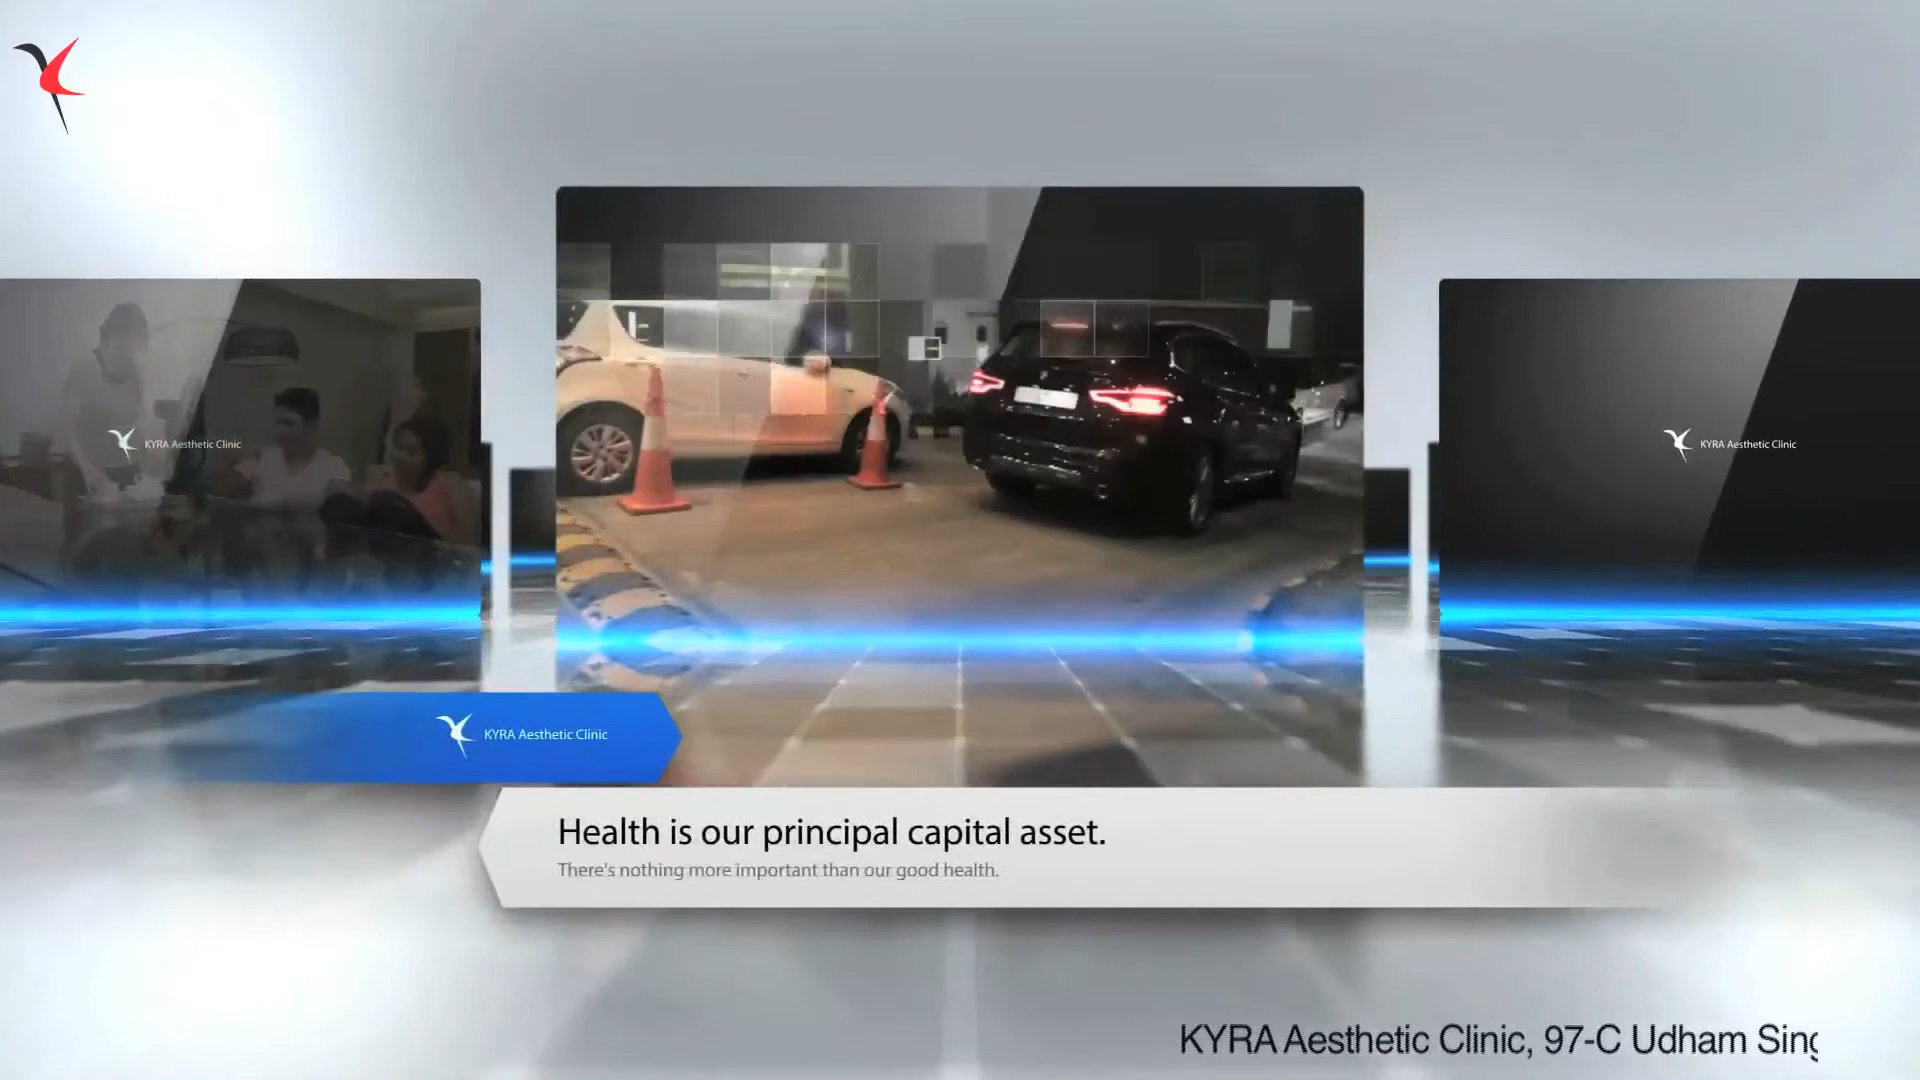 KYRA Aesthetic Clinic
KYRA Aesthetic Clinic
KYRA Aesthetic Clinic
Health is our principal capital asset.
There's nothing more important than our good health.
KYRA Aesthetic Clinic, 97-C Udham Sing